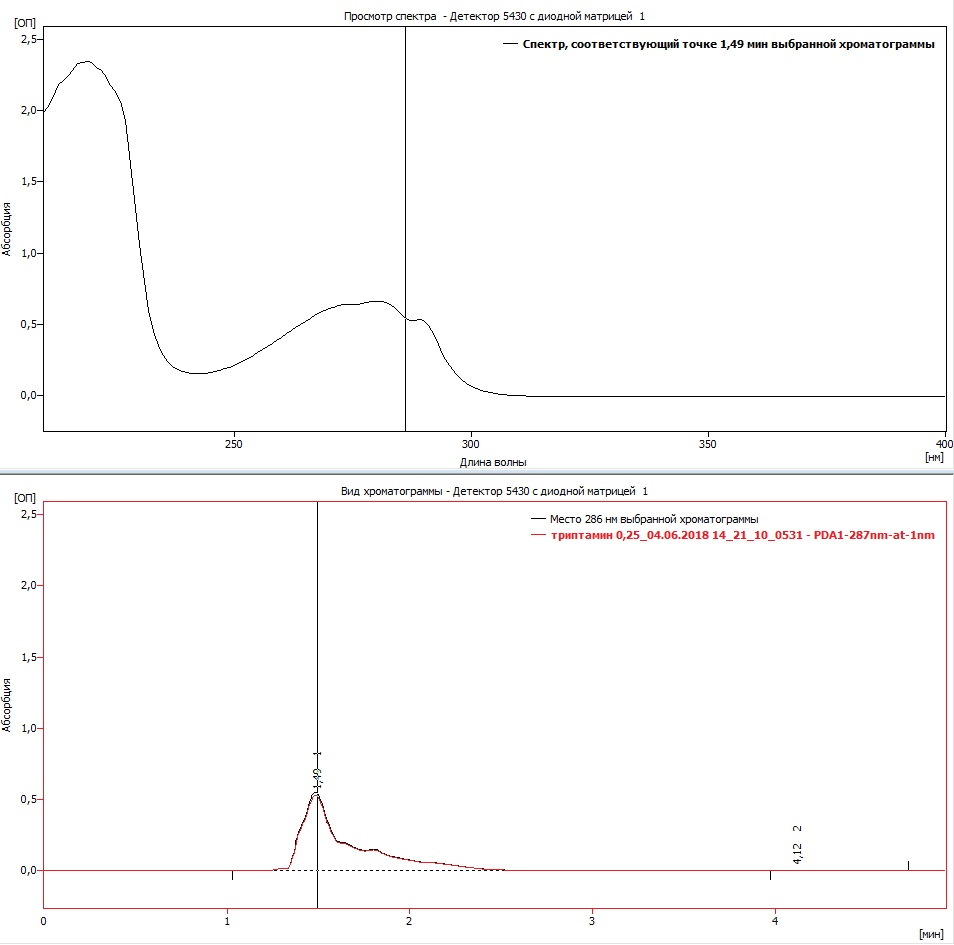 Просмотр спектра - Детектор 5430 с диодной матрицей 1
[ОП]
Спектр, соответствующий точке 1,49 мин выбранной хроматограммы
2,5
2,0
1,5
1,0
0,5
0,0
Абсорбция
250
300
350
400
[нм]
Длина волны
Вид хроматограммы - Детектор 5430 с диодной матрицей 1
[ОП]
Место 286 нм выбранной хроматограммы
триптамин 0,25_04.06.2018 14_21_10_0531 - PDA1-287nm-at-1nm
2,5
2,0
1,5
1,0
0,5
0,0
Абсорбция
1,49 1
4,12 2
0
1
2
3
4
[мин]